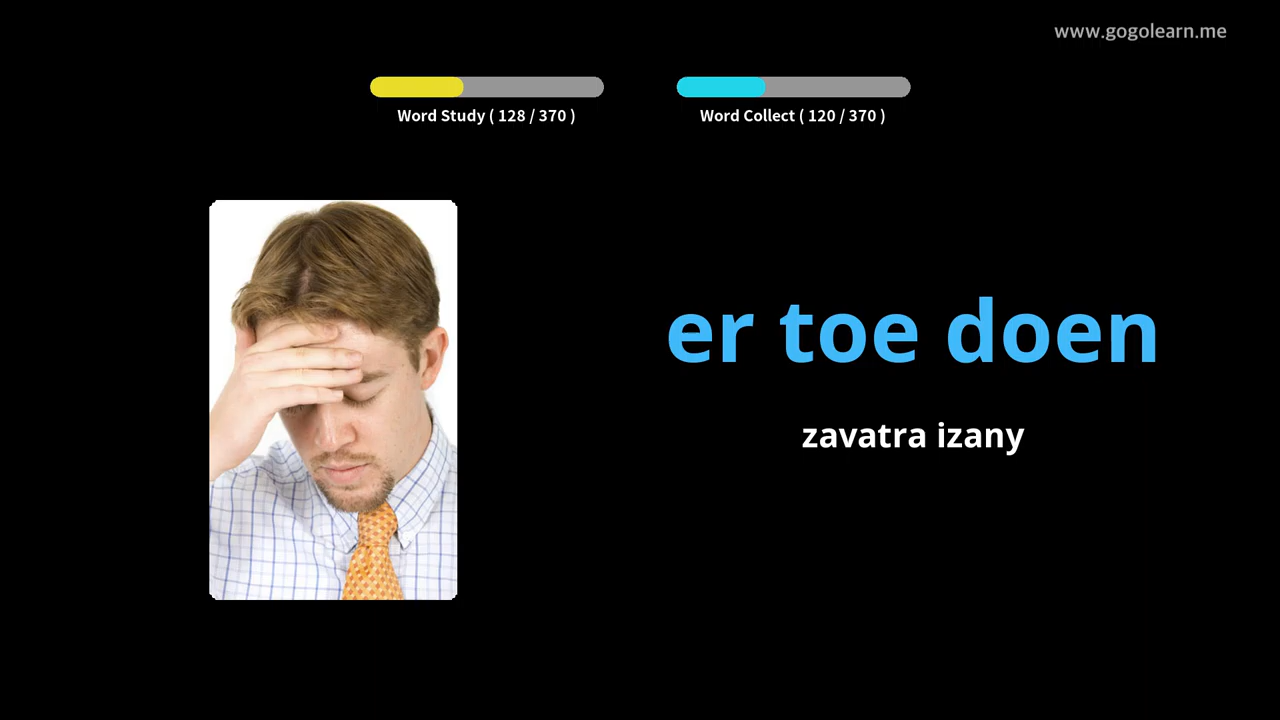 www.gogolearn.me
Word Study ( 128 / 370 )
Word Collect ( 120 / 370 )
er toe doen
zavatra izany